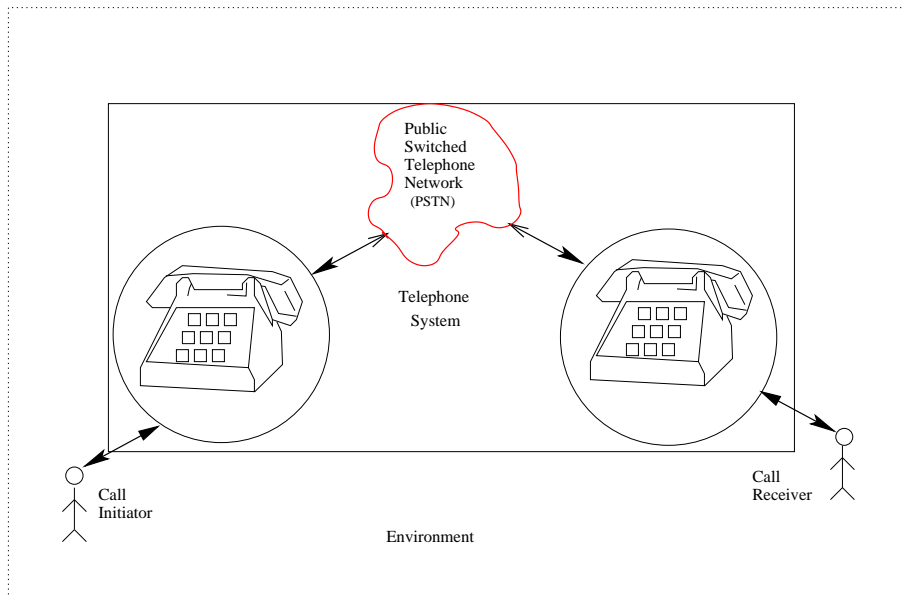 Public
Switched
Telephone
Network
(PSTN)
Telephone
System
Call
Initiator
Call
Receiver
Environment